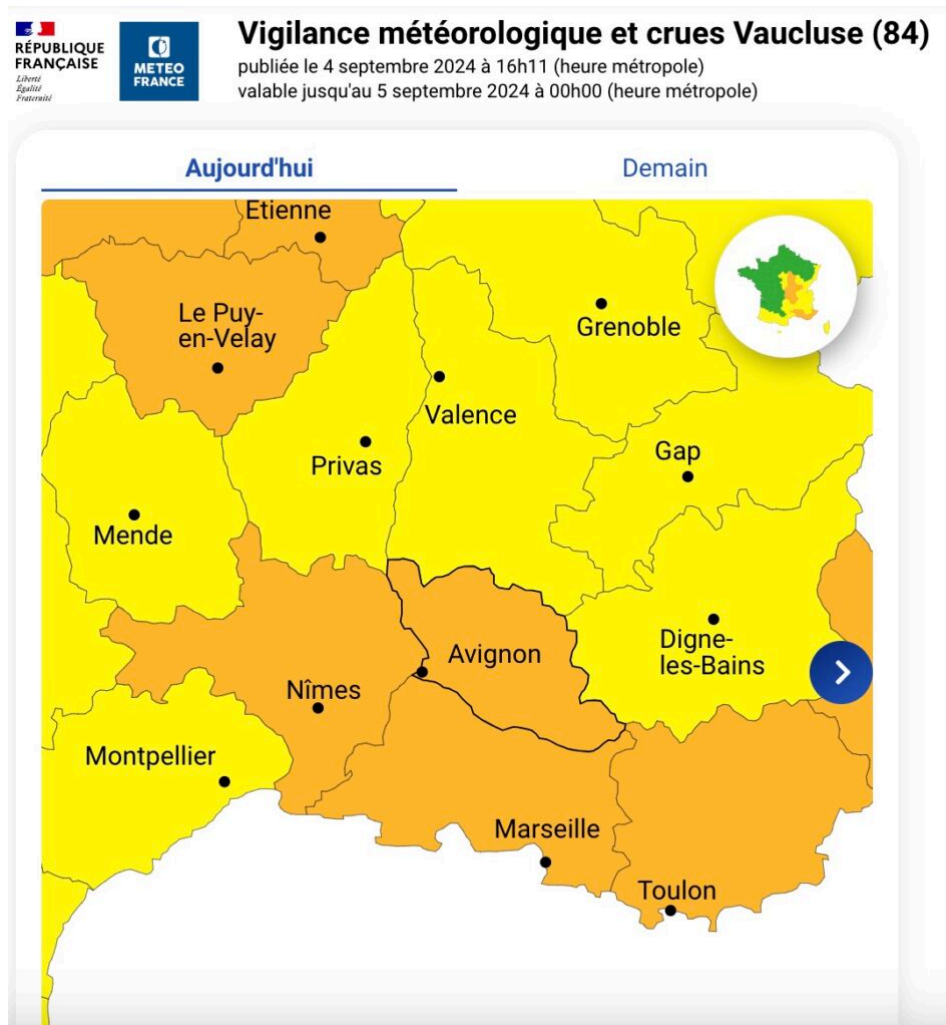 RÉPUBLIQUE
FRANÇAISE
Liberté
Égalité
Fraternité
METEO
FRANCE
Vigilance météorologique et crues Vaucluse (84)
publiée le 4 septembre 2024 à 16h11 (heure métropole)
valable jusqu'au 5 septembre 2024 à 00h00 (heure métropole)
Aujourd'hui
Demain
Etienne
Le Puy-
en-Velay
Grenoble
Valence
Privas
Gap
Mende
Avignon
Digne-
les-Bains
Nîmes
Montpellier
Marseille
Toulon